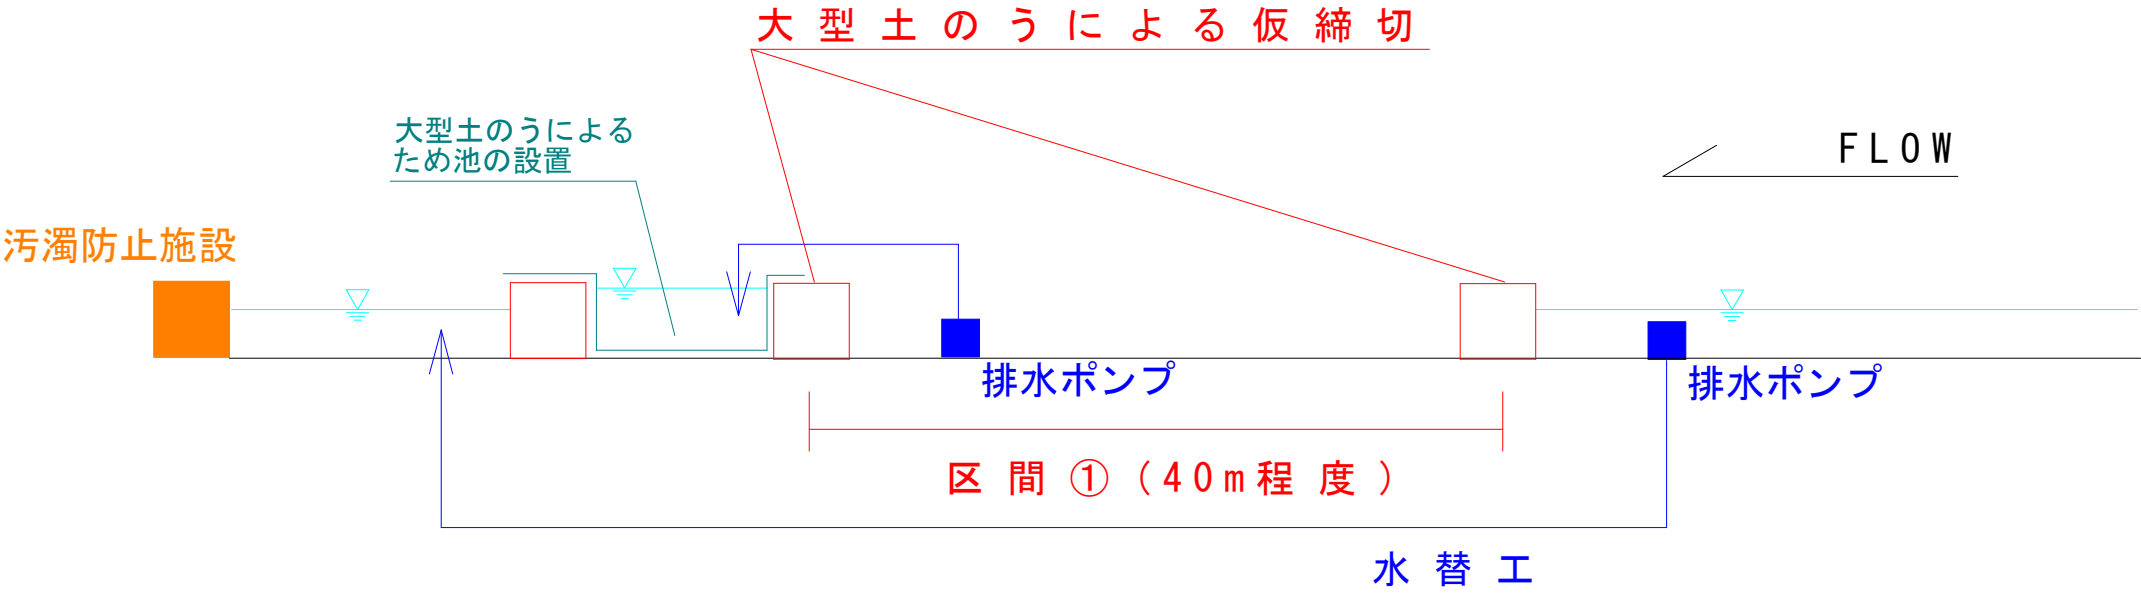 大型土のうによる仮締切
大型土のうによる
ため池の設置
FLOW
汚濁防止施設
排水ポンプ
排水ポンプ
区間①(40m程度)
水替工